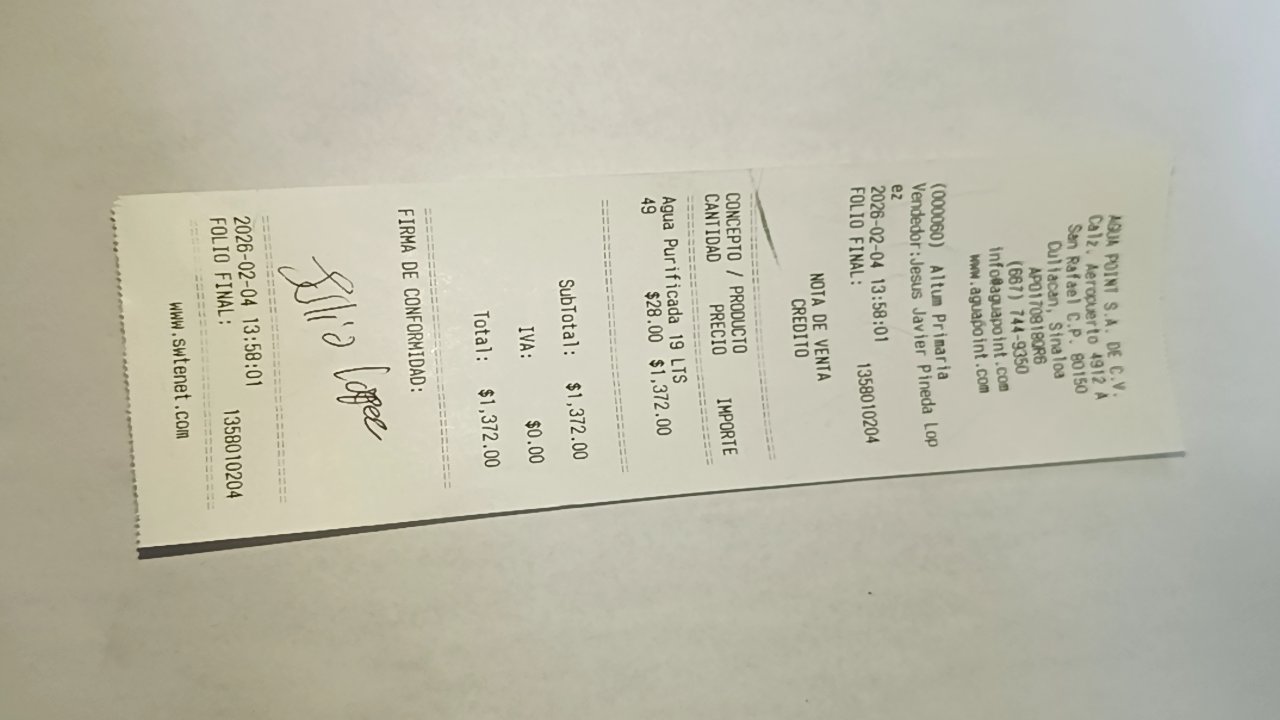 AGUA POINT S.A. DE C.V.
Calz. Aeropuerto 4912 A
San Rafael C.P. 80150
Culiacan, Sinaloa
APO170818QR6
(667) 744-9350
info@aguapoint.com
www.aguapoint.com
(000060) Altum Primaria
Vendedor:Jesus Javier Pineda Lop
ez
2026-02-04 13:58:01
FOLIO FINAL: 1358010204
NOTA DE VENTA
CREDITO
CONCEPTO / PRODUCTO
CANTIDAD PRECIO IMPORTE
Agua Purificada 19 LTS
49 $28.00 $1,372.00
SubTotal: $1,372.00
IVA: $0.00
Total: $1,372.00
FIRMA DE CONFORMIDAD:
2026-02-04 13:58:01
FOLIO FINAL: 1358010204
www.swtenet.com